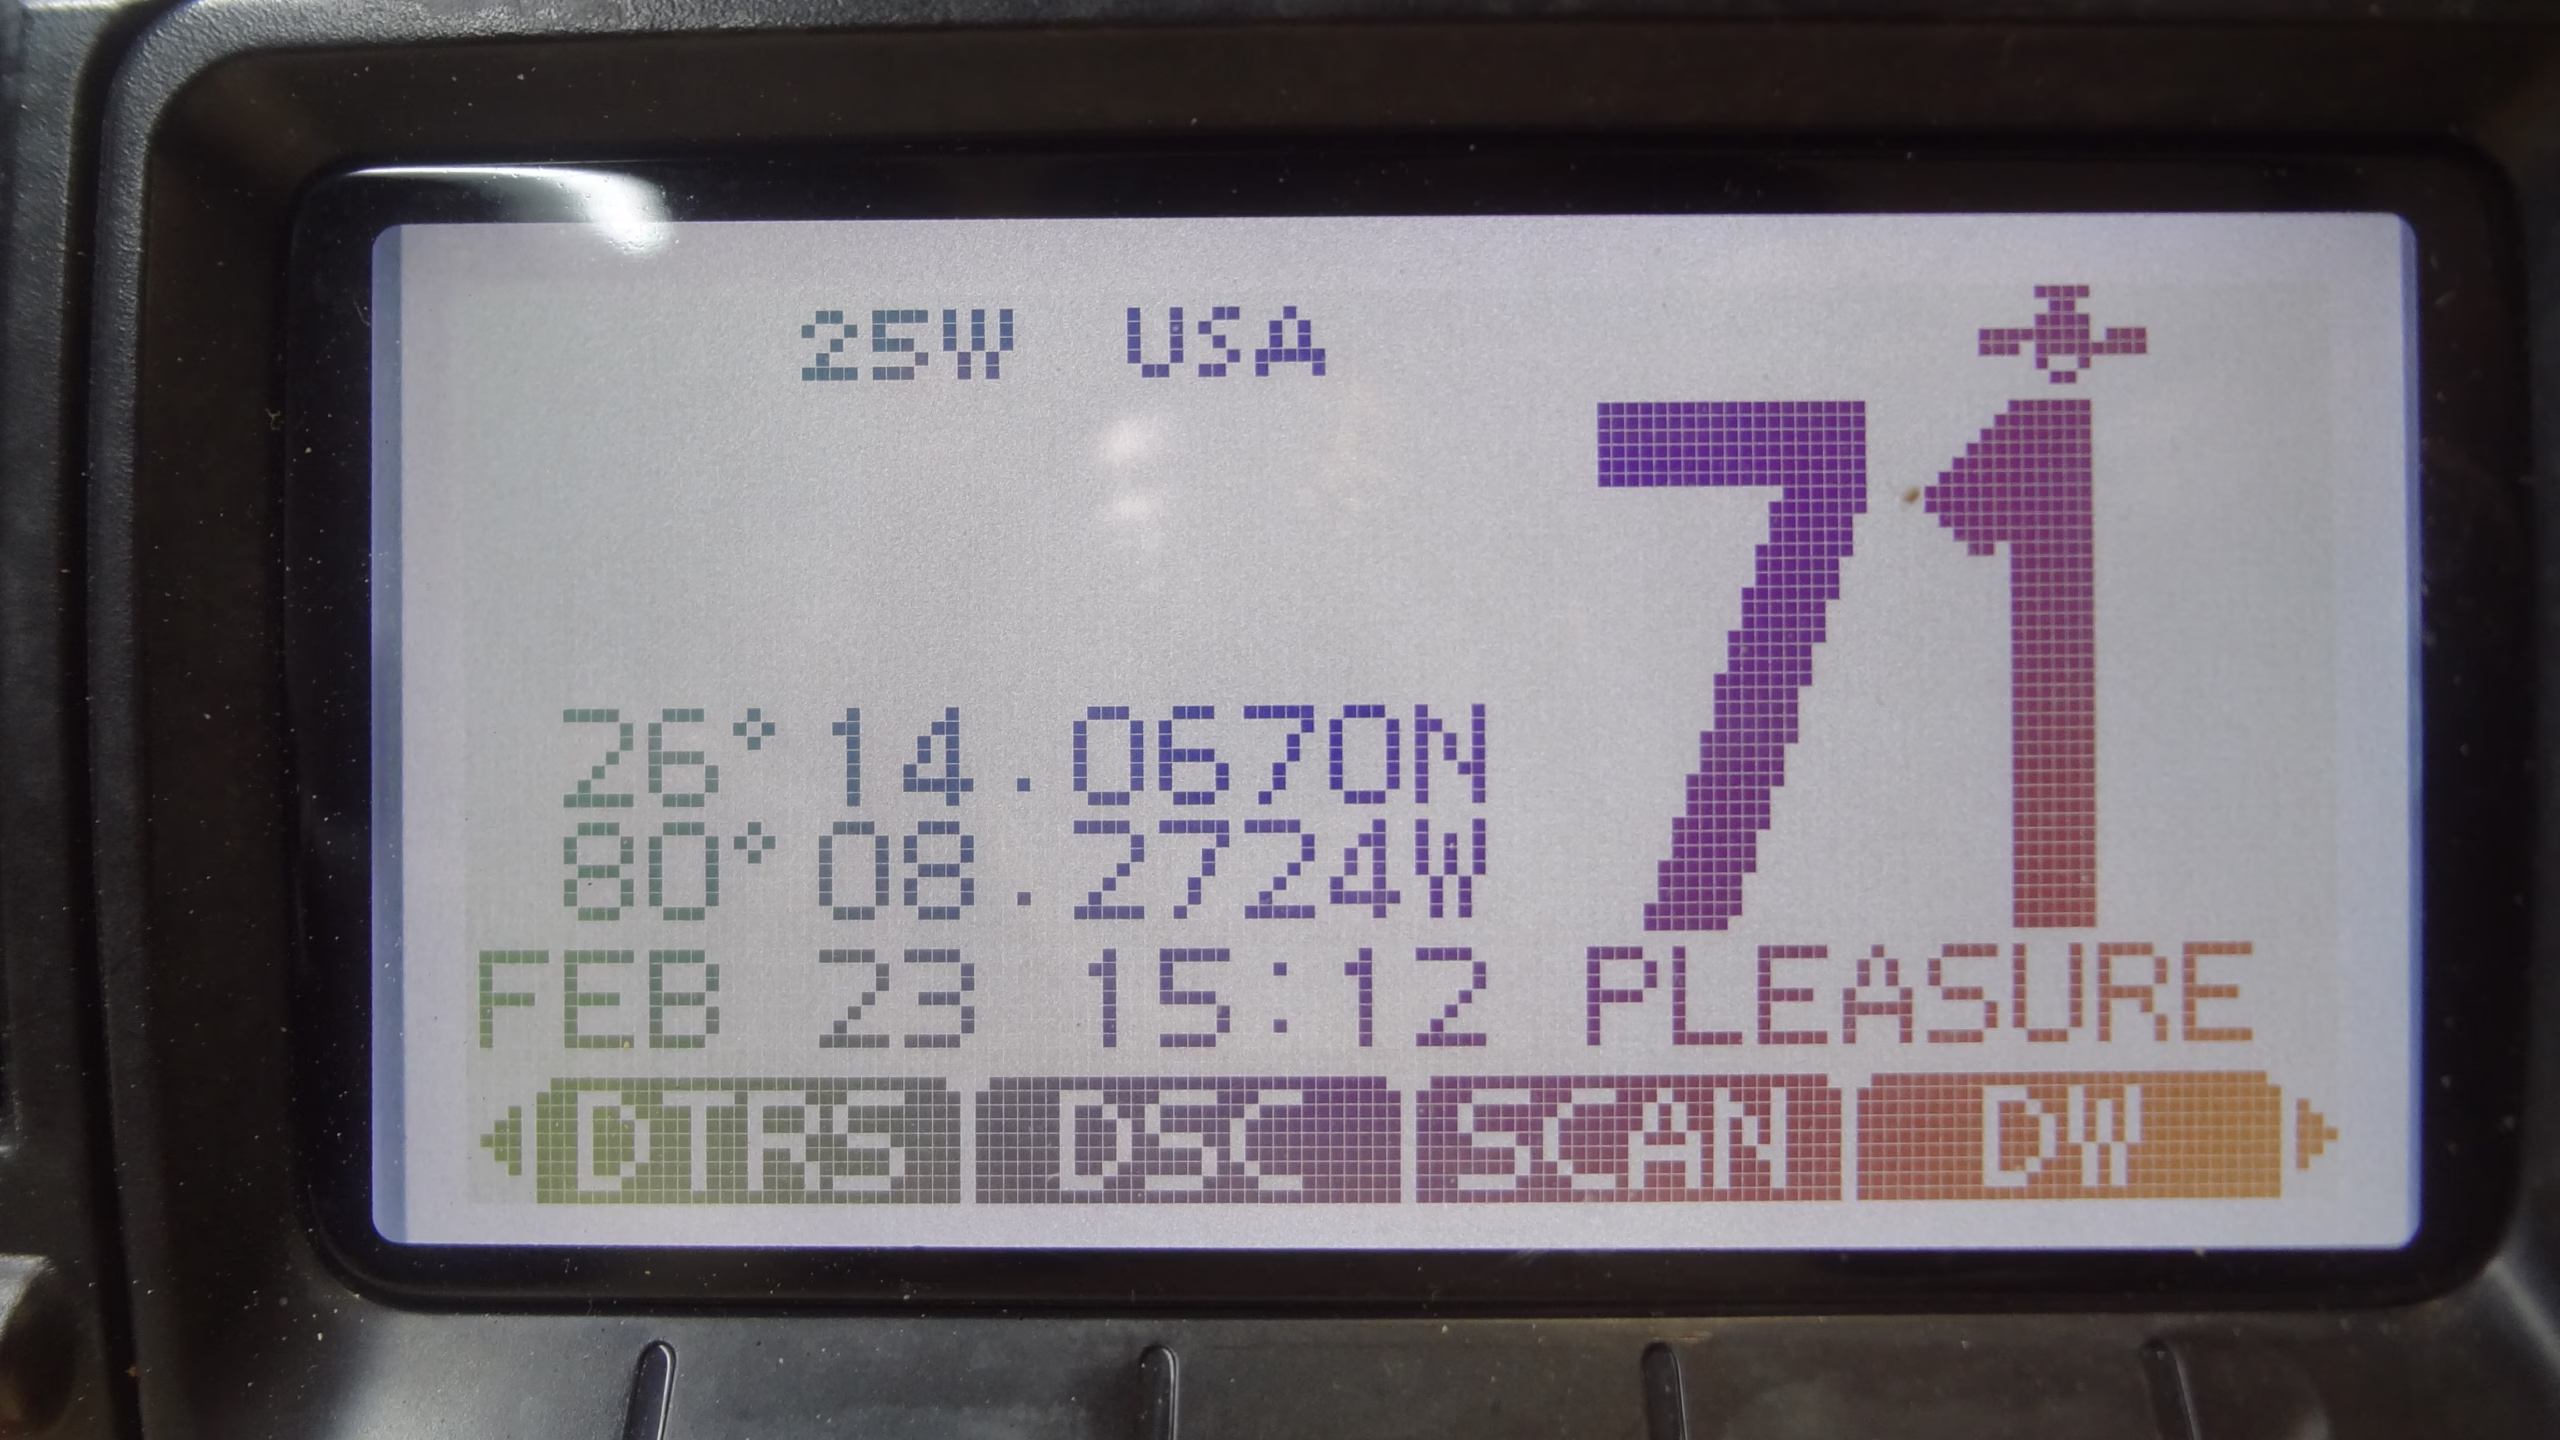 25W USA
71
26°14.0670N
80°08.2724W
FEB 23 15:12 PLEASURE
DTRS DSC SCAN DW